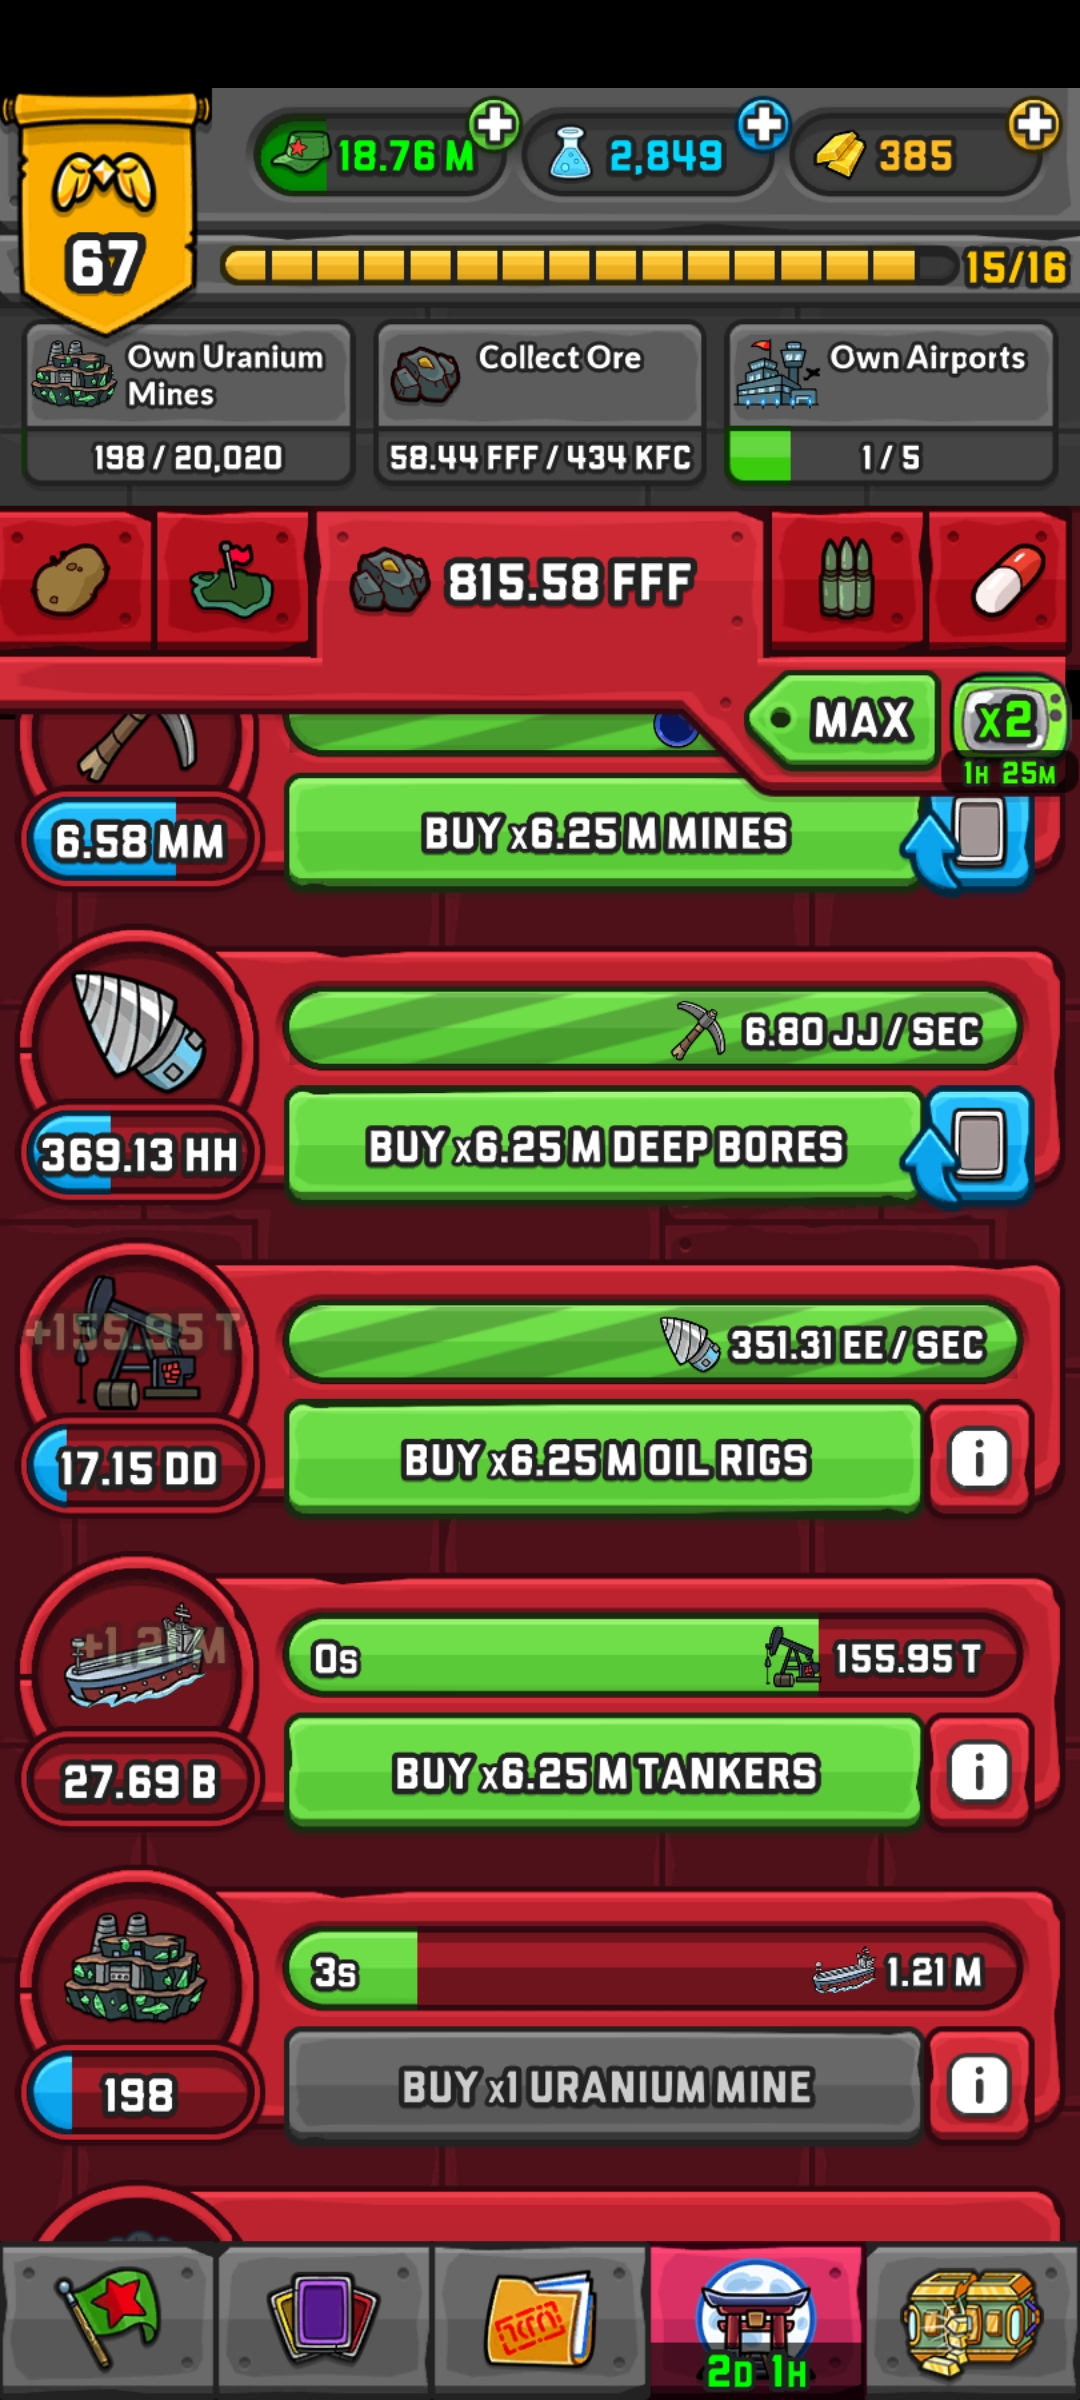 18.76 M
2,849
385
67
15/16
Own Uranium
Mines
198 / 20,020
Collect Ore
58.44 FFF / 434 KFC
Own Airports
1 / 5
815.58 FFF
MAX
x2
1H 25M
6.58 MM
BUY x6.25 M MINES
6.80 JJ / SEC
369.13 HH
BUY x6.25 M DEEP BORES
+155.95 T
351.31 EE / SEC
17.15 DD
BUY x6.25 M OIL RIGS
i
+1.21 M
0s
155.95 T
27.69 B
BUY x6.25 M TANKERS
i
3s
1.21 M
198
BUY x1 URANIUM MINE
i
2D 1H